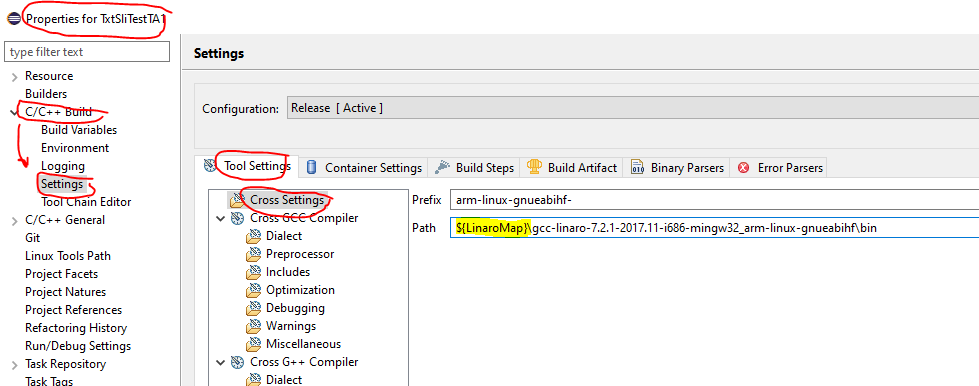 Properties for TxtSliTestTA1
type filter text
Resource
Builders
C/C++ Build
Build Variables
Environment
Logging
Settings
Tool Chain Editor
C/C++ General
Git
Linux Tools Path
Project Facets
Project Natures
Project References
Refactoring History
Run/Debug Settings
Task Repository
Task Tags
Settings
Configuration: Release [ Active ]
Tool Settings Container Settings Build Steps Build Artifact Binary Parsers Error Parsers
Cross Settings
Cross GCC Compiler
Dialect
Preprocessor
Includes
Optimization
Debugging
Warnings
Miscellaneous
Cross G++ Compiler
Dialect
Prefix arm-linux-gnueabihf-
Path ${LinaroMap}\gcc-linaro-7.2.1-2017.11-i686-mingw32_arm-linux-gnueabihf\bin